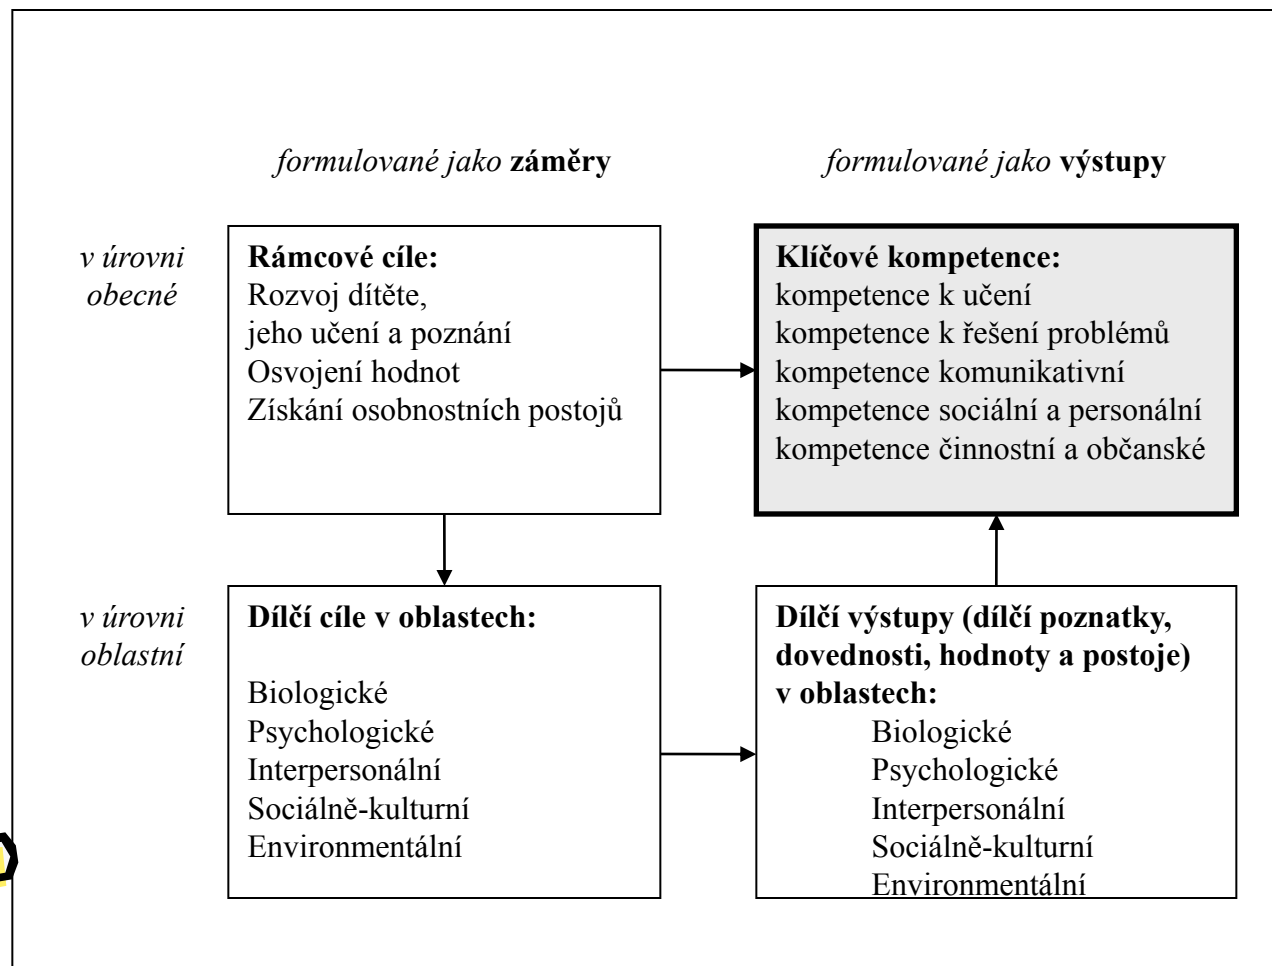 formulované jako záměry
formulované jako výstupy
v úrovni
obecné
Rámcové cíle:
Rozvoj dítěte,
jeho učení a poznání
Osvojení hodnot
Získání osobnostních postojů
Klíčové kompetence:
kompetence k učení
kompetence k řešení problémů
kompetence komunikativní
kompetence sociální a personální
kompetence činnostní a občanské
v úrovni
oblastní
Dílčí cíle v oblastech:
Biologické
Psychologické
Interpersonální
Sociálně-kulturní
Environmentální
Dílčí výstupy (dílčí poznatky,
dovednosti, hodnoty a postoje)
v oblastech:
Biologické
Psychologické
Interpersonální
Sociálně-kulturní
Environmentální